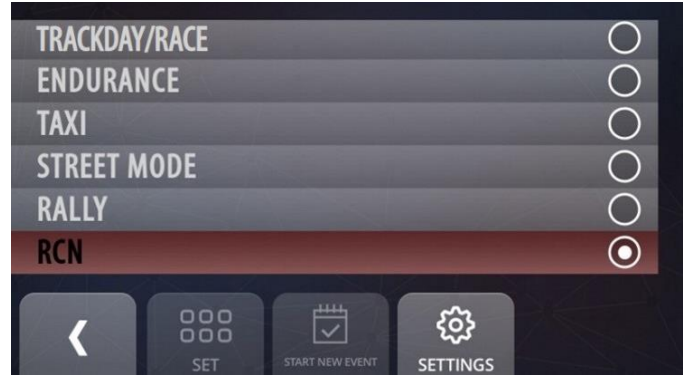 TRACKDAY/RACE
ENDURANCE
TAXI
STREET MODE
RALLY
RCN
SET
START NEW EVENT
SETTINGS